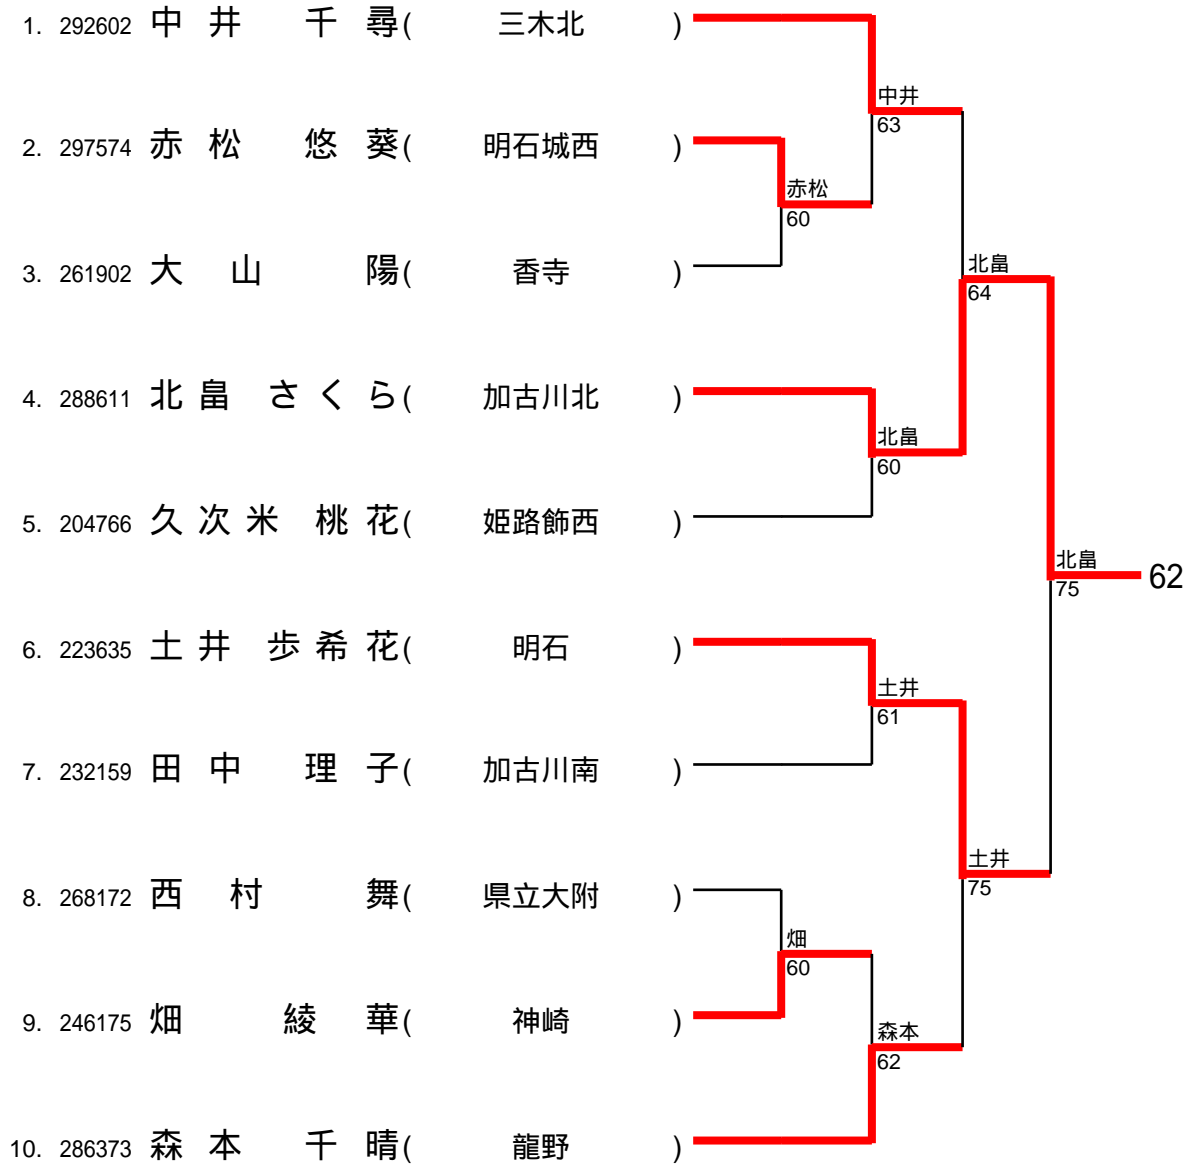 1. 292602 中井 千尋( 三木北 )
中井
63
2. 297574 赤松 悠葵( 明石城西 )
赤松
60
3. 261902 大山 陽( 香寺 )
北畠
64
4. 288611 北畠 さくら( 加古川北 )
北畠
60
5. 204766 久次米 桃花( 姫路飾西 )
北畠
75
62
6. 223635 土井 歩希花( 明石 )
土井
61
7. 232159 田中 理子( 加古川南 )
土井
75
8. 268172 西村 舞( 県立大附 )
畑
60
9. 246175 畑 綾華( 神崎 )
森本
62
10. 286373 森本 千晴( 龍野 )